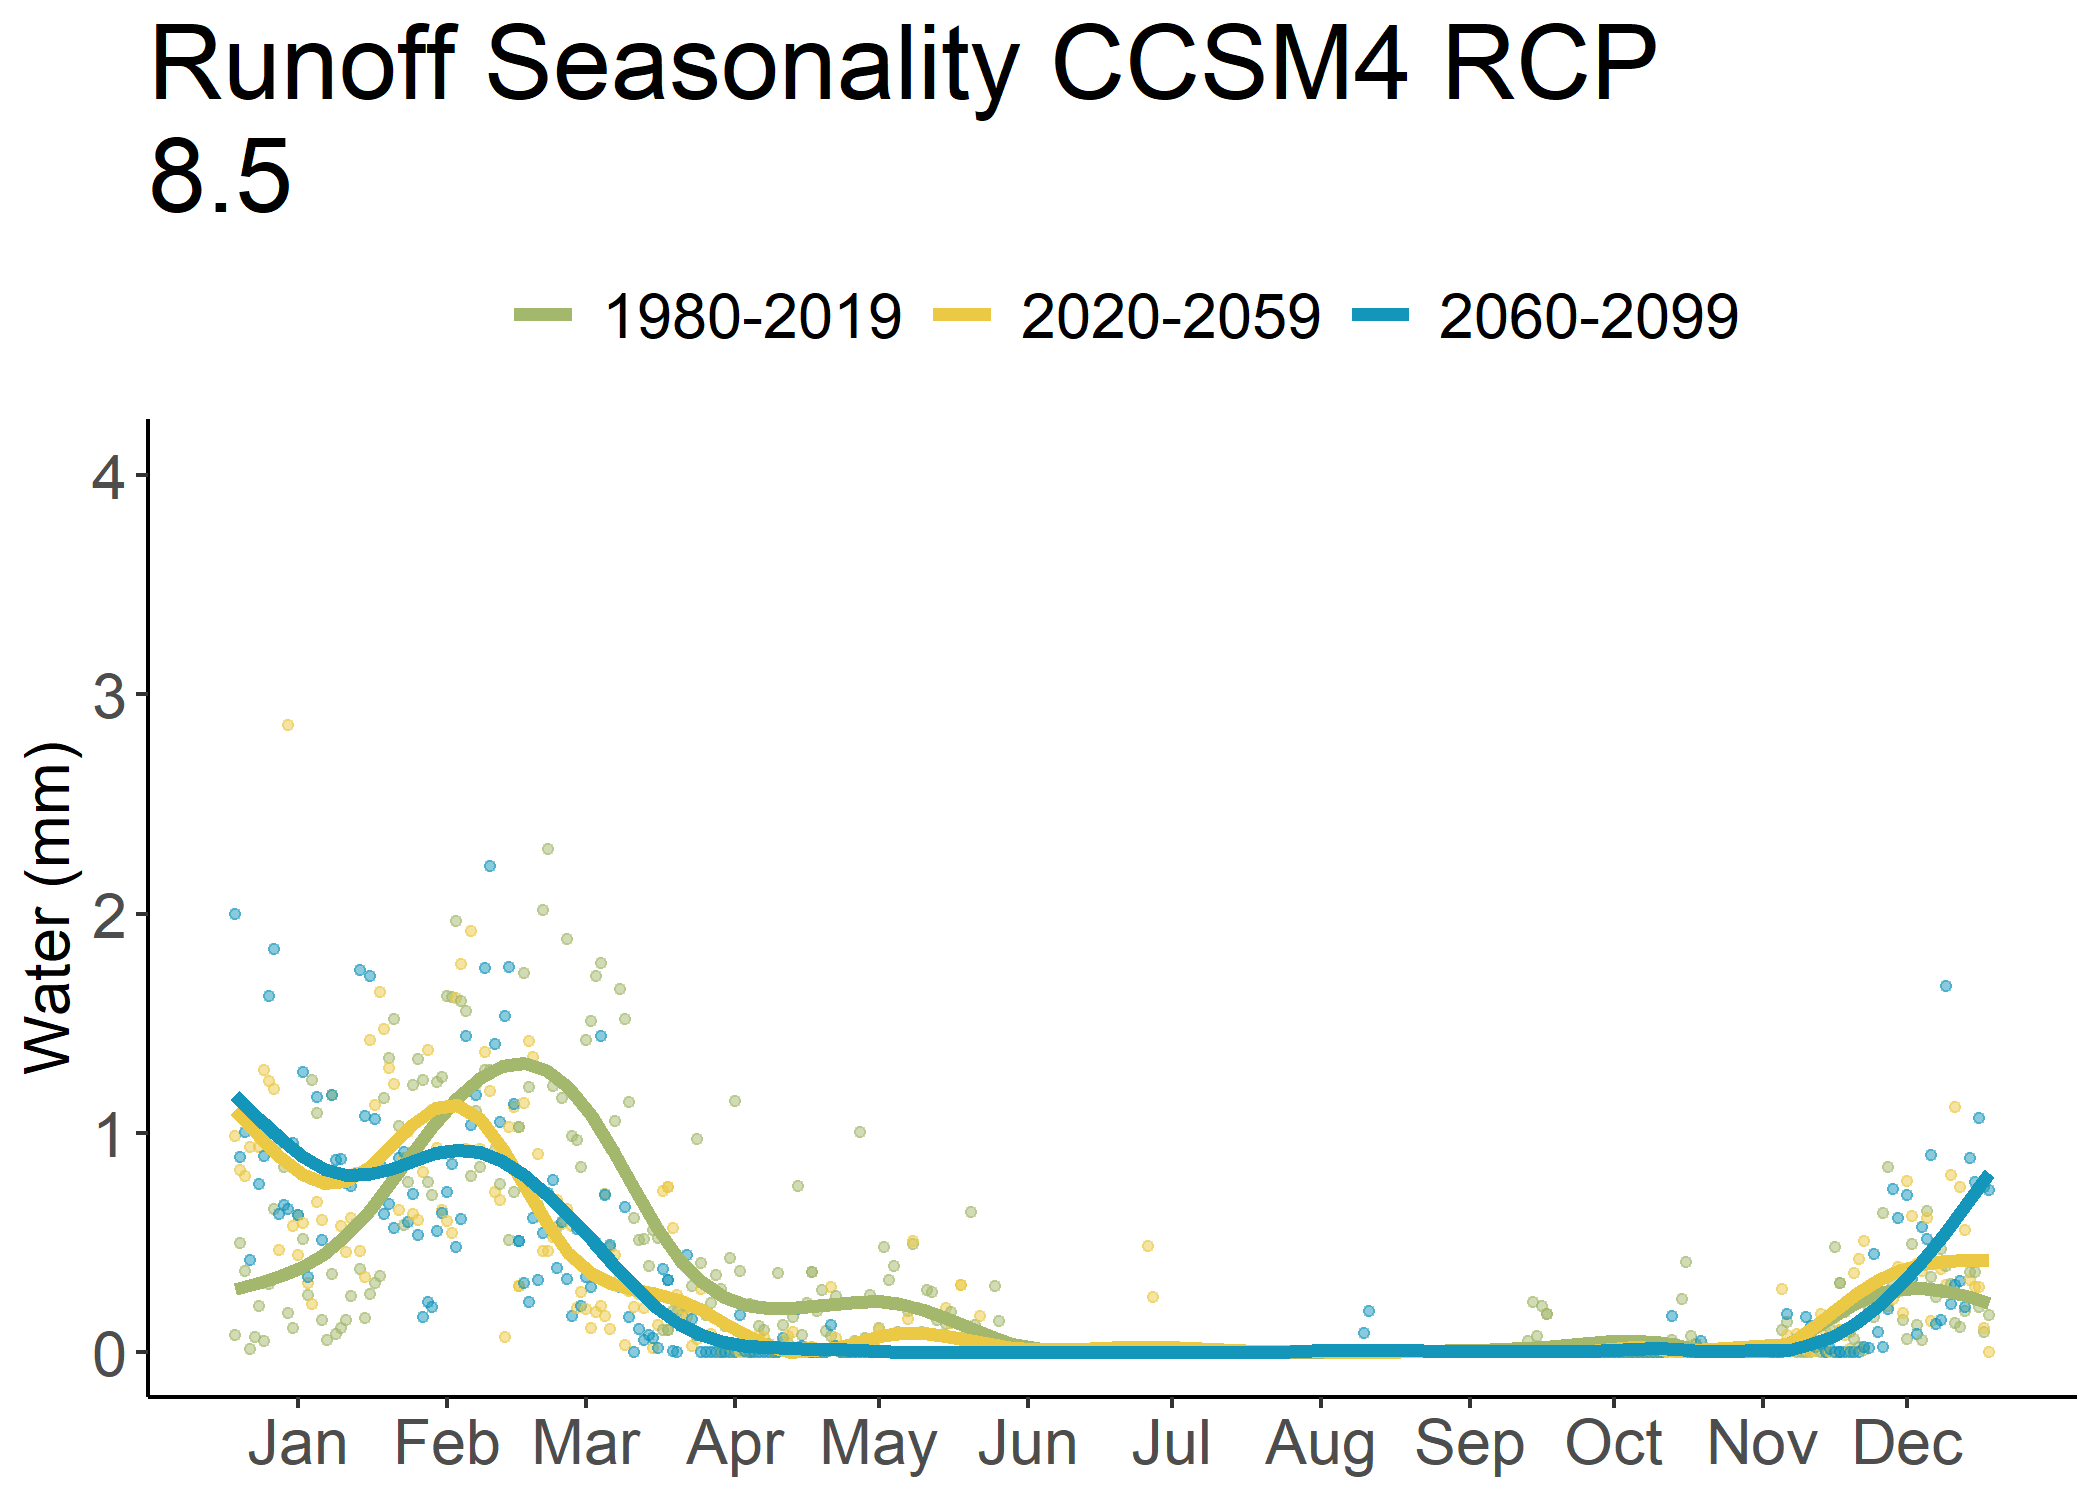 Runoff Seasonality CCSM4 RCP
8.5
1980-2019 2020-2059 2060-2099
Water (mm)
4
3
2
1
0
Jan Feb Mar Apr May Jun Jul Aug Sep Oct Nov Dec